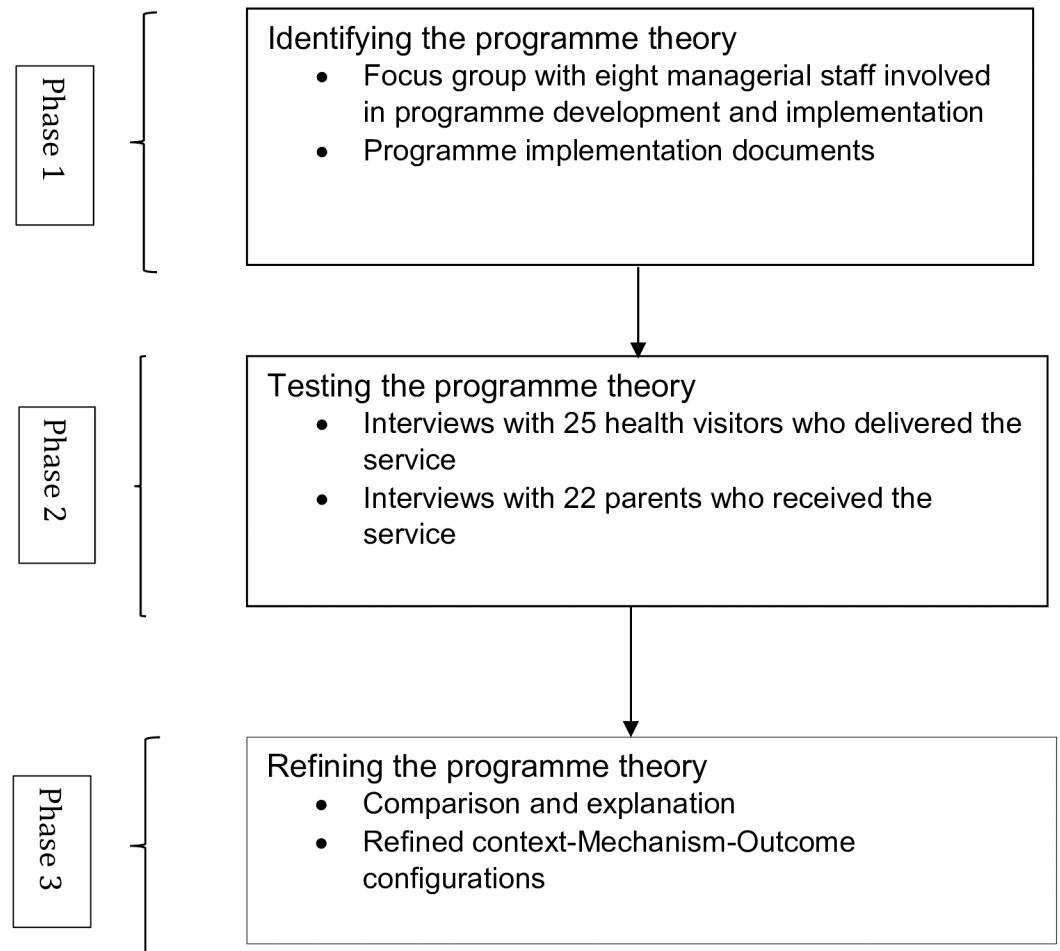 Phase 1
Identifying the programme theory
• Focus group with eight managerial staff involved
in programme development and implementation
• Programme implementation documents
Phase 2
Testing the programme theory
• Interviews with 25 health visitors who delivered the
service
• Interviews with 22 parents who received the
service
Phase 3
Refining the programme theory
• Comparison and explanation
• Refined context-Mechanism-Outcome
configurations